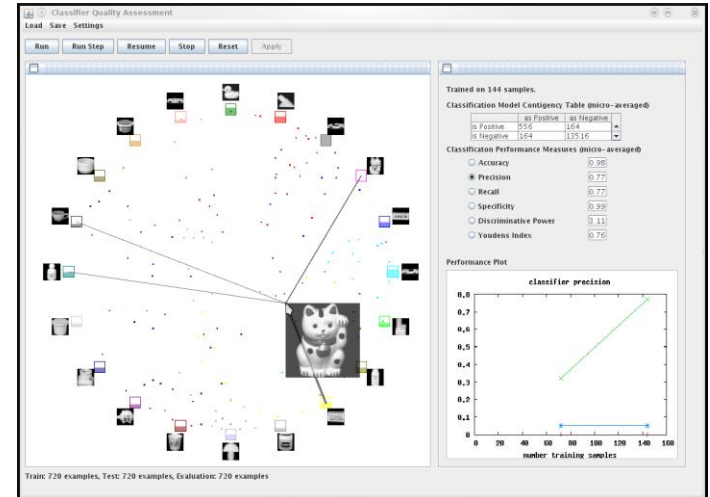 Classifier Quality Assessment
Load Save Settings
Run Run Step Resume Stop Reset Apply
Trained on 144 samples.
Classification Model Contigency Table (micro-averaged)
as Positive as Negative
is Positive 556 164
is Negative 164 13516
Classificaton Performance Measures (micro-averaged)
Accuracy 0.98
Precision 0.77
Recall 0.77
Specificity 0.99
Discriminative Power 3.11
Youdens Index 0.76
Performance Plot
classifier precision
0.8
0.7
0.6
0.5
0.4
0.3
0.2
0.1
0
0 20 40 60 80 100 120 140 160
number training samples
Train: 720 examples, Test: 720 examples, Evaluation: 720 examples